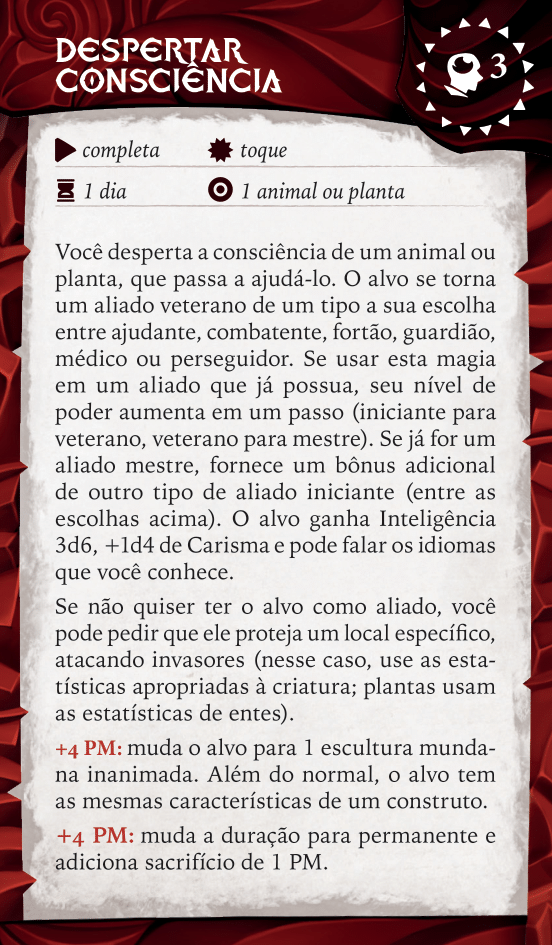 DESPERTAR
CONSCIÊNCIA
3
completa
toque
1 dia
1 animal ou planta
Você desperta a consciência de um animal ou
planta, que passa a ajudá-lo. O alvo se torna
um aliado veterano de um tipo a sua escolha
entre ajudante, combatente, fortão, guardião,
médico ou perseguidor. Se usar esta magia
em um aliado que já possua, seu nível de
poder aumenta em um passo (iniciante para
veterano, veterano para mestre). Se já for um
aliado mestre, fornece um bônus adicional
de outro tipo de aliado iniciante (entre as
escolhas acima). O alvo ganha Inteligência
3d6, +1d4 de Carisma e pode falar os idiomas
que você conhece.
Se não quiser ter o alvo como aliado, você
pode pedir que ele proteja um local específico,
atacando invasores (nesse caso, use as esta-
tísticas apropriadas à criatura; plantas usam
as estatísticas de entes).
+4 PM: muda o alvo para 1 escultura munda-
na inanimada. Além do normal, o alvo tem
as mesmas características de um construto.
+4 PM: muda a duração para permanente e
adiciona sacrifício de 1 PM.